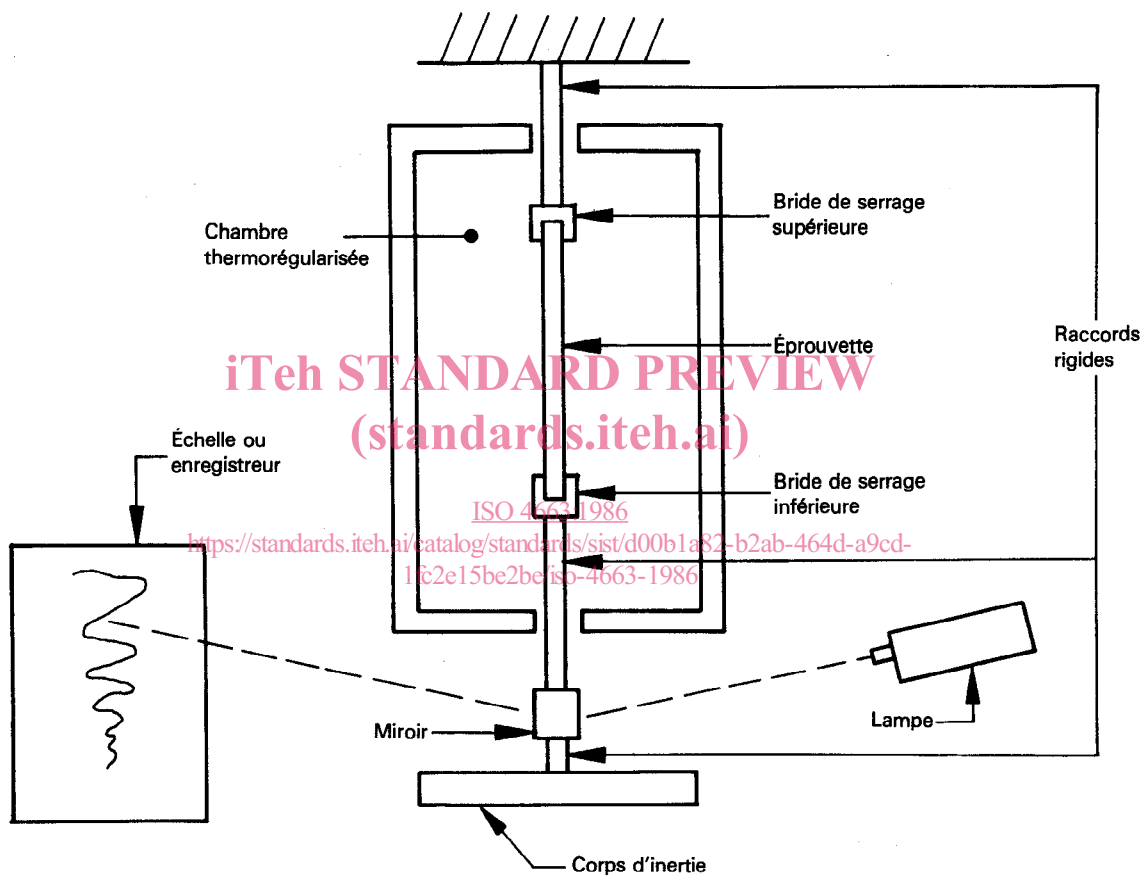 Bride de serrage
supérieure
Chambre
thermorégularisée
Raccords
rigides
Éprouvette
iTeh STANDARD PREVIEW
(standards.iteh.ai)
Échelle ou
enregistreur
Bride de serrage
inférieure
ISO 4663:1986
https://standards.iteh.ai/catalog/standards/sist/d00b1a82-b2ab-464d-a9cd-
1fc2e15be2be/iso-4663-1986
Lampe
Miroir
Corps d'inertie